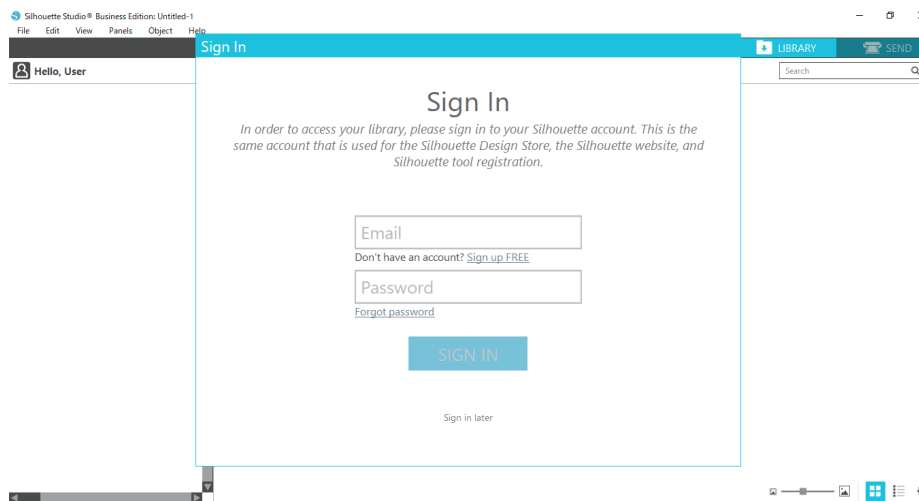 Silhouette Studio® Business Edition: Untitled-1
File Edit View Panels Object Help
Sign In
LIBRARY
SEND
Hello, User
Search
Sign In
In order to access your library, please sign in to your Silhouette account. This is the
same account that is used for the Silhouette Design Store, the Silhouette website, and
Silhouette tool registration.
Email
Don't have an account? Sign up FREE
Password
Forgot password
SIGN IN
Sign in later